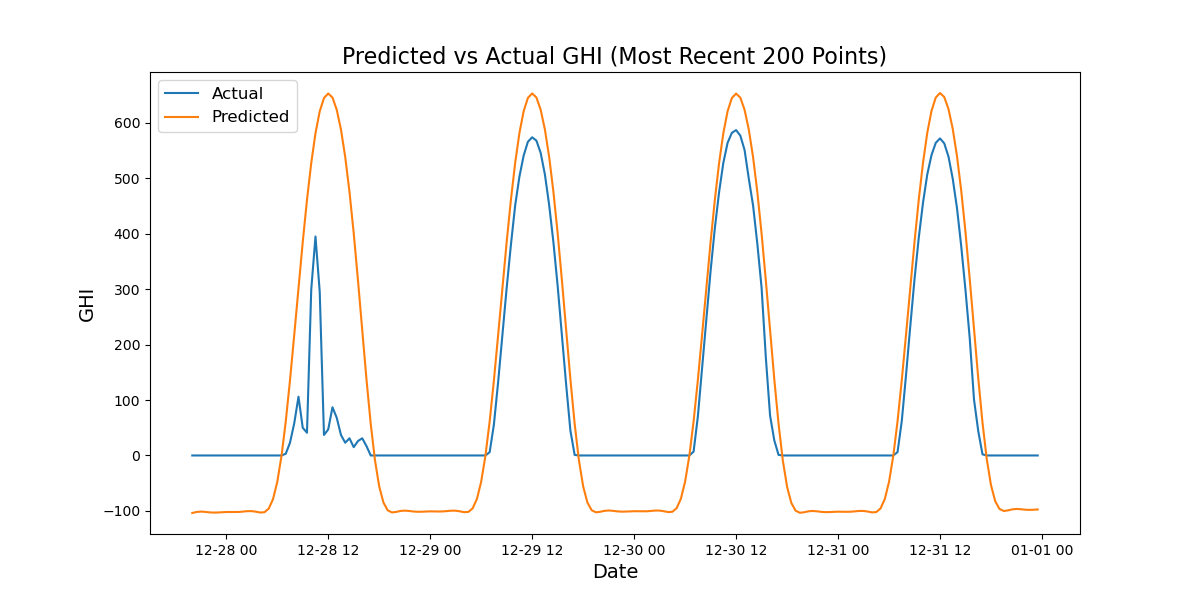 Predicted vs Actual GHI (Most Recent 200 Points)
Actual
Predicted
600
500
400
300
200
100
0
−100
GHI
12-28 00 12-28 12 12-29 00 12-29 12 12-30 00 12-30 12 12-31 00 12-31 12 01-01 00
Date